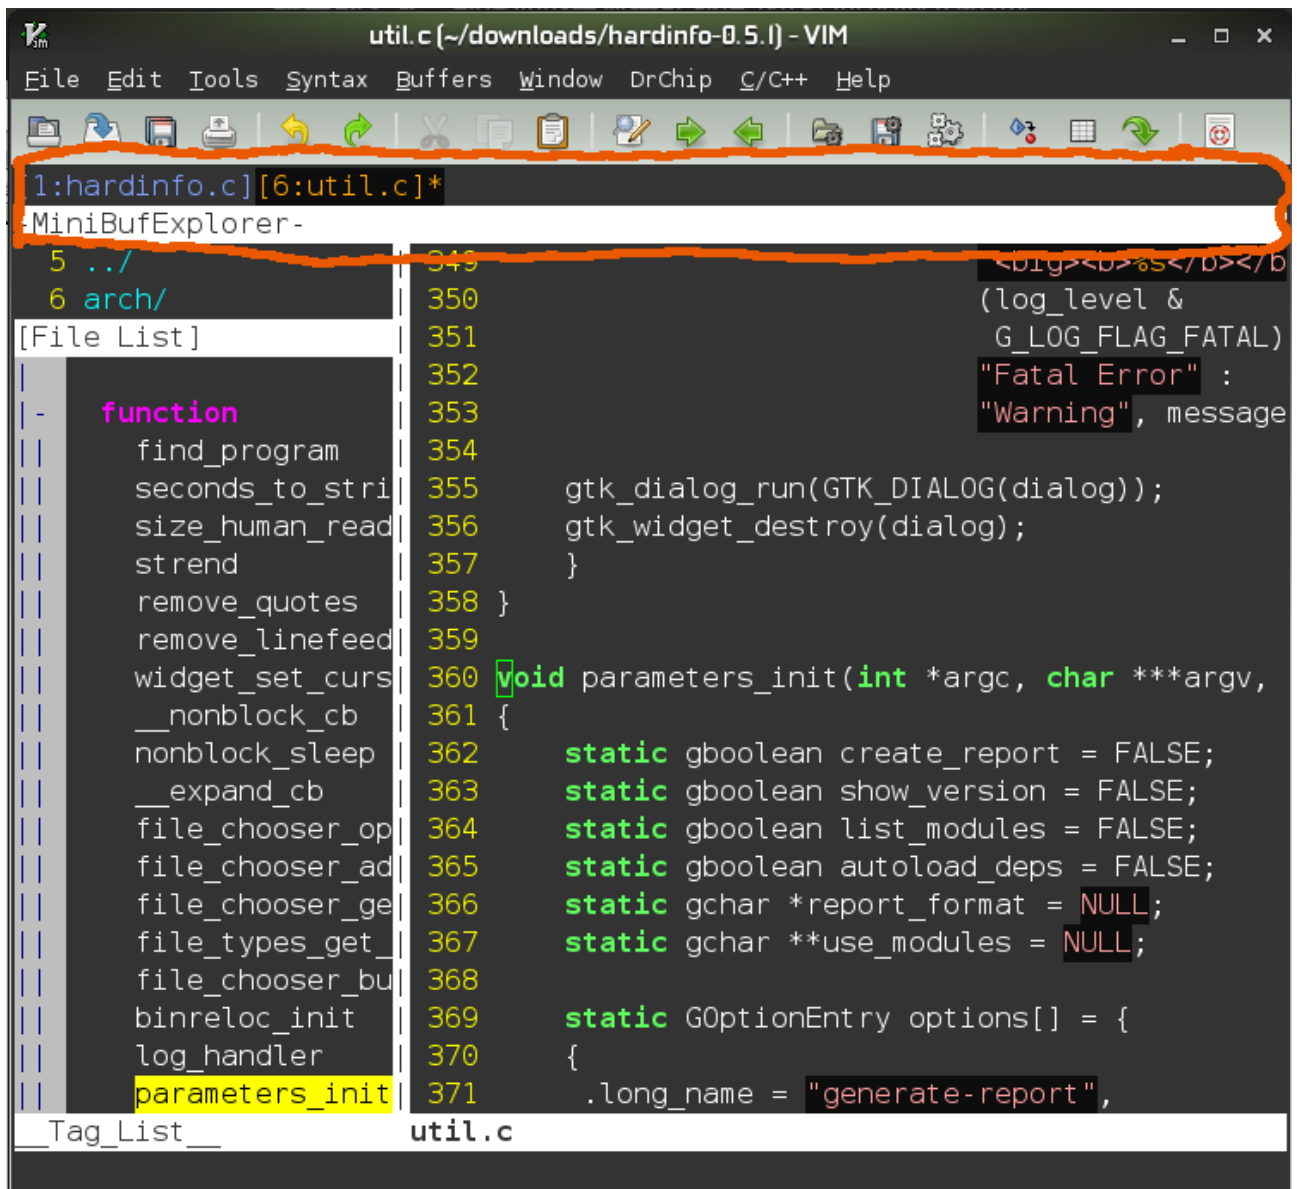 util.c (~/downloads/hardinfo-0.5.1) - VIM
File Edit Tools Syntax Buffers Window DrChip C/C++ Help
[1:hardinfo.c][6:util.c]*
-MiniBufExplorer-
5 ../
6 arch/
[File List]
|
|- function
|| find_program
|| seconds_to_stri
|| size_human_read
|| strend
|| remove_quotes
|| remove_linefeed
|| widget_set_curs
|| __nonblock_cb
|| nonblock_sleep
|| __expand_cb
|| file_chooser_op
|| file_chooser_ad
|| file_chooser_ge
|| file_types_get_
|| file_chooser_bu
|| binreloc_init
|| log_handler
|| parameters_init
__Tag_List__
349 "<big><b>%s</b></b
350 (log_level &
351 G_LOG_FLAG_FATAL)
352 "Fatal Error" :
353 "Warning", message
354
355 gtk_dialog_run(GTK_DIALOG(dialog));
356 gtk_widget_destroy(dialog);
357 }
358 }
359
360 void parameters_init(int *argc, char ***argv,
361 {
362 static gboolean create_report = FALSE;
363 static gboolean show_version = FALSE;
364 static gboolean list_modules = FALSE;
365 static gboolean autoload_deps = FALSE;
366 static gchar *report_format = NULL;
367 static gchar **use_modules = NULL;
368
369 static GOptionEntry options[] = {
370 {
371 .long_name = "generate-report",
util.c